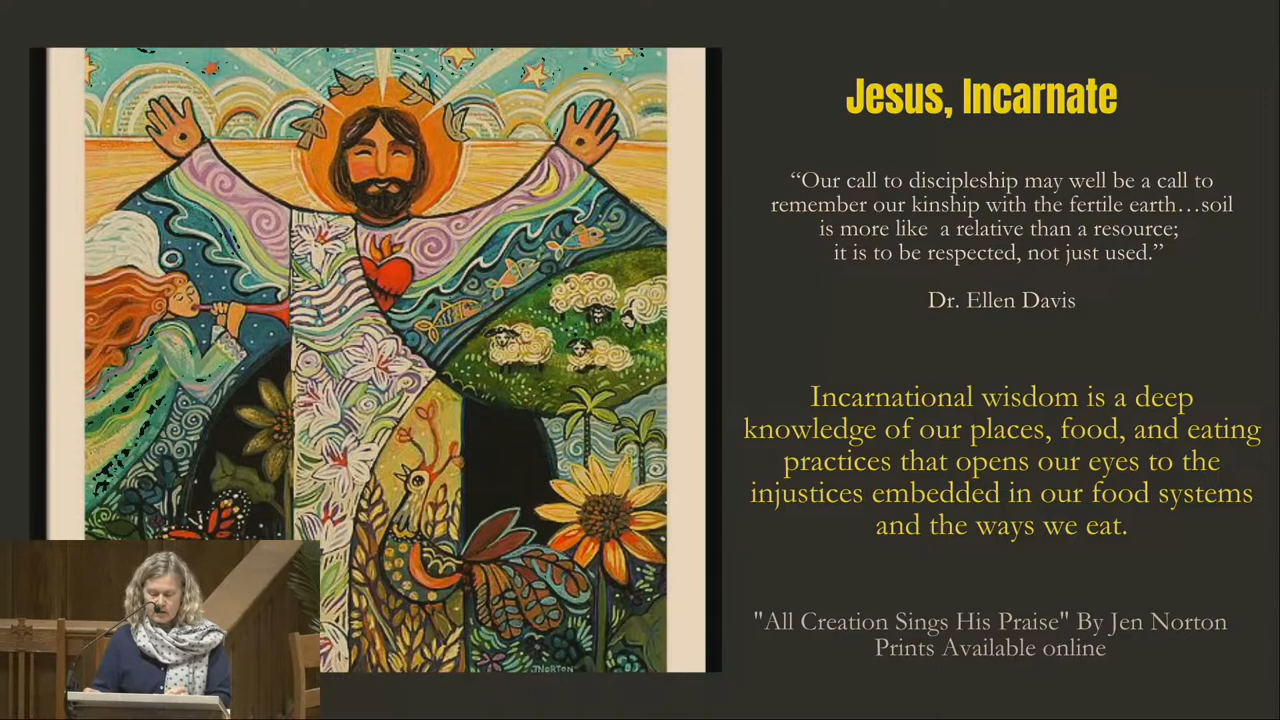 Jesus, Incarnate
“Our call to discipleship may well be a call to
remember our kinship with the fertile earth…soil
is more like a relative than a resource;
it is to be respected, not just used.”
Dr. Ellen Davis
Incarnational wisdom is a deep
knowledge of our places, food, and eating
practices that opens our eyes to the
injustices embedded in our food systems
and the ways we eat.
"All Creation Sings His Praise" By Jen Norton
Prints Available online
JNORTON